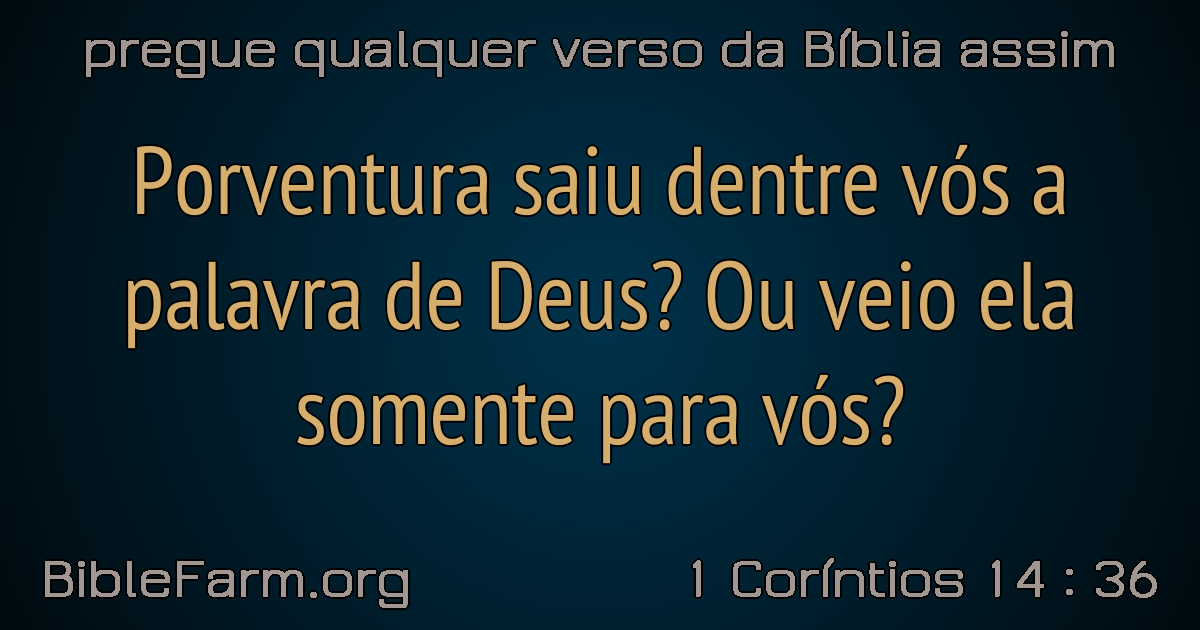 pregue qualquer verso da Bíblia assim
Porventura saiu dentre vós a
palavra de Deus? Ou veio ela
somente para vós?
BibleFarm.org
1 Coríntios 14 : 36